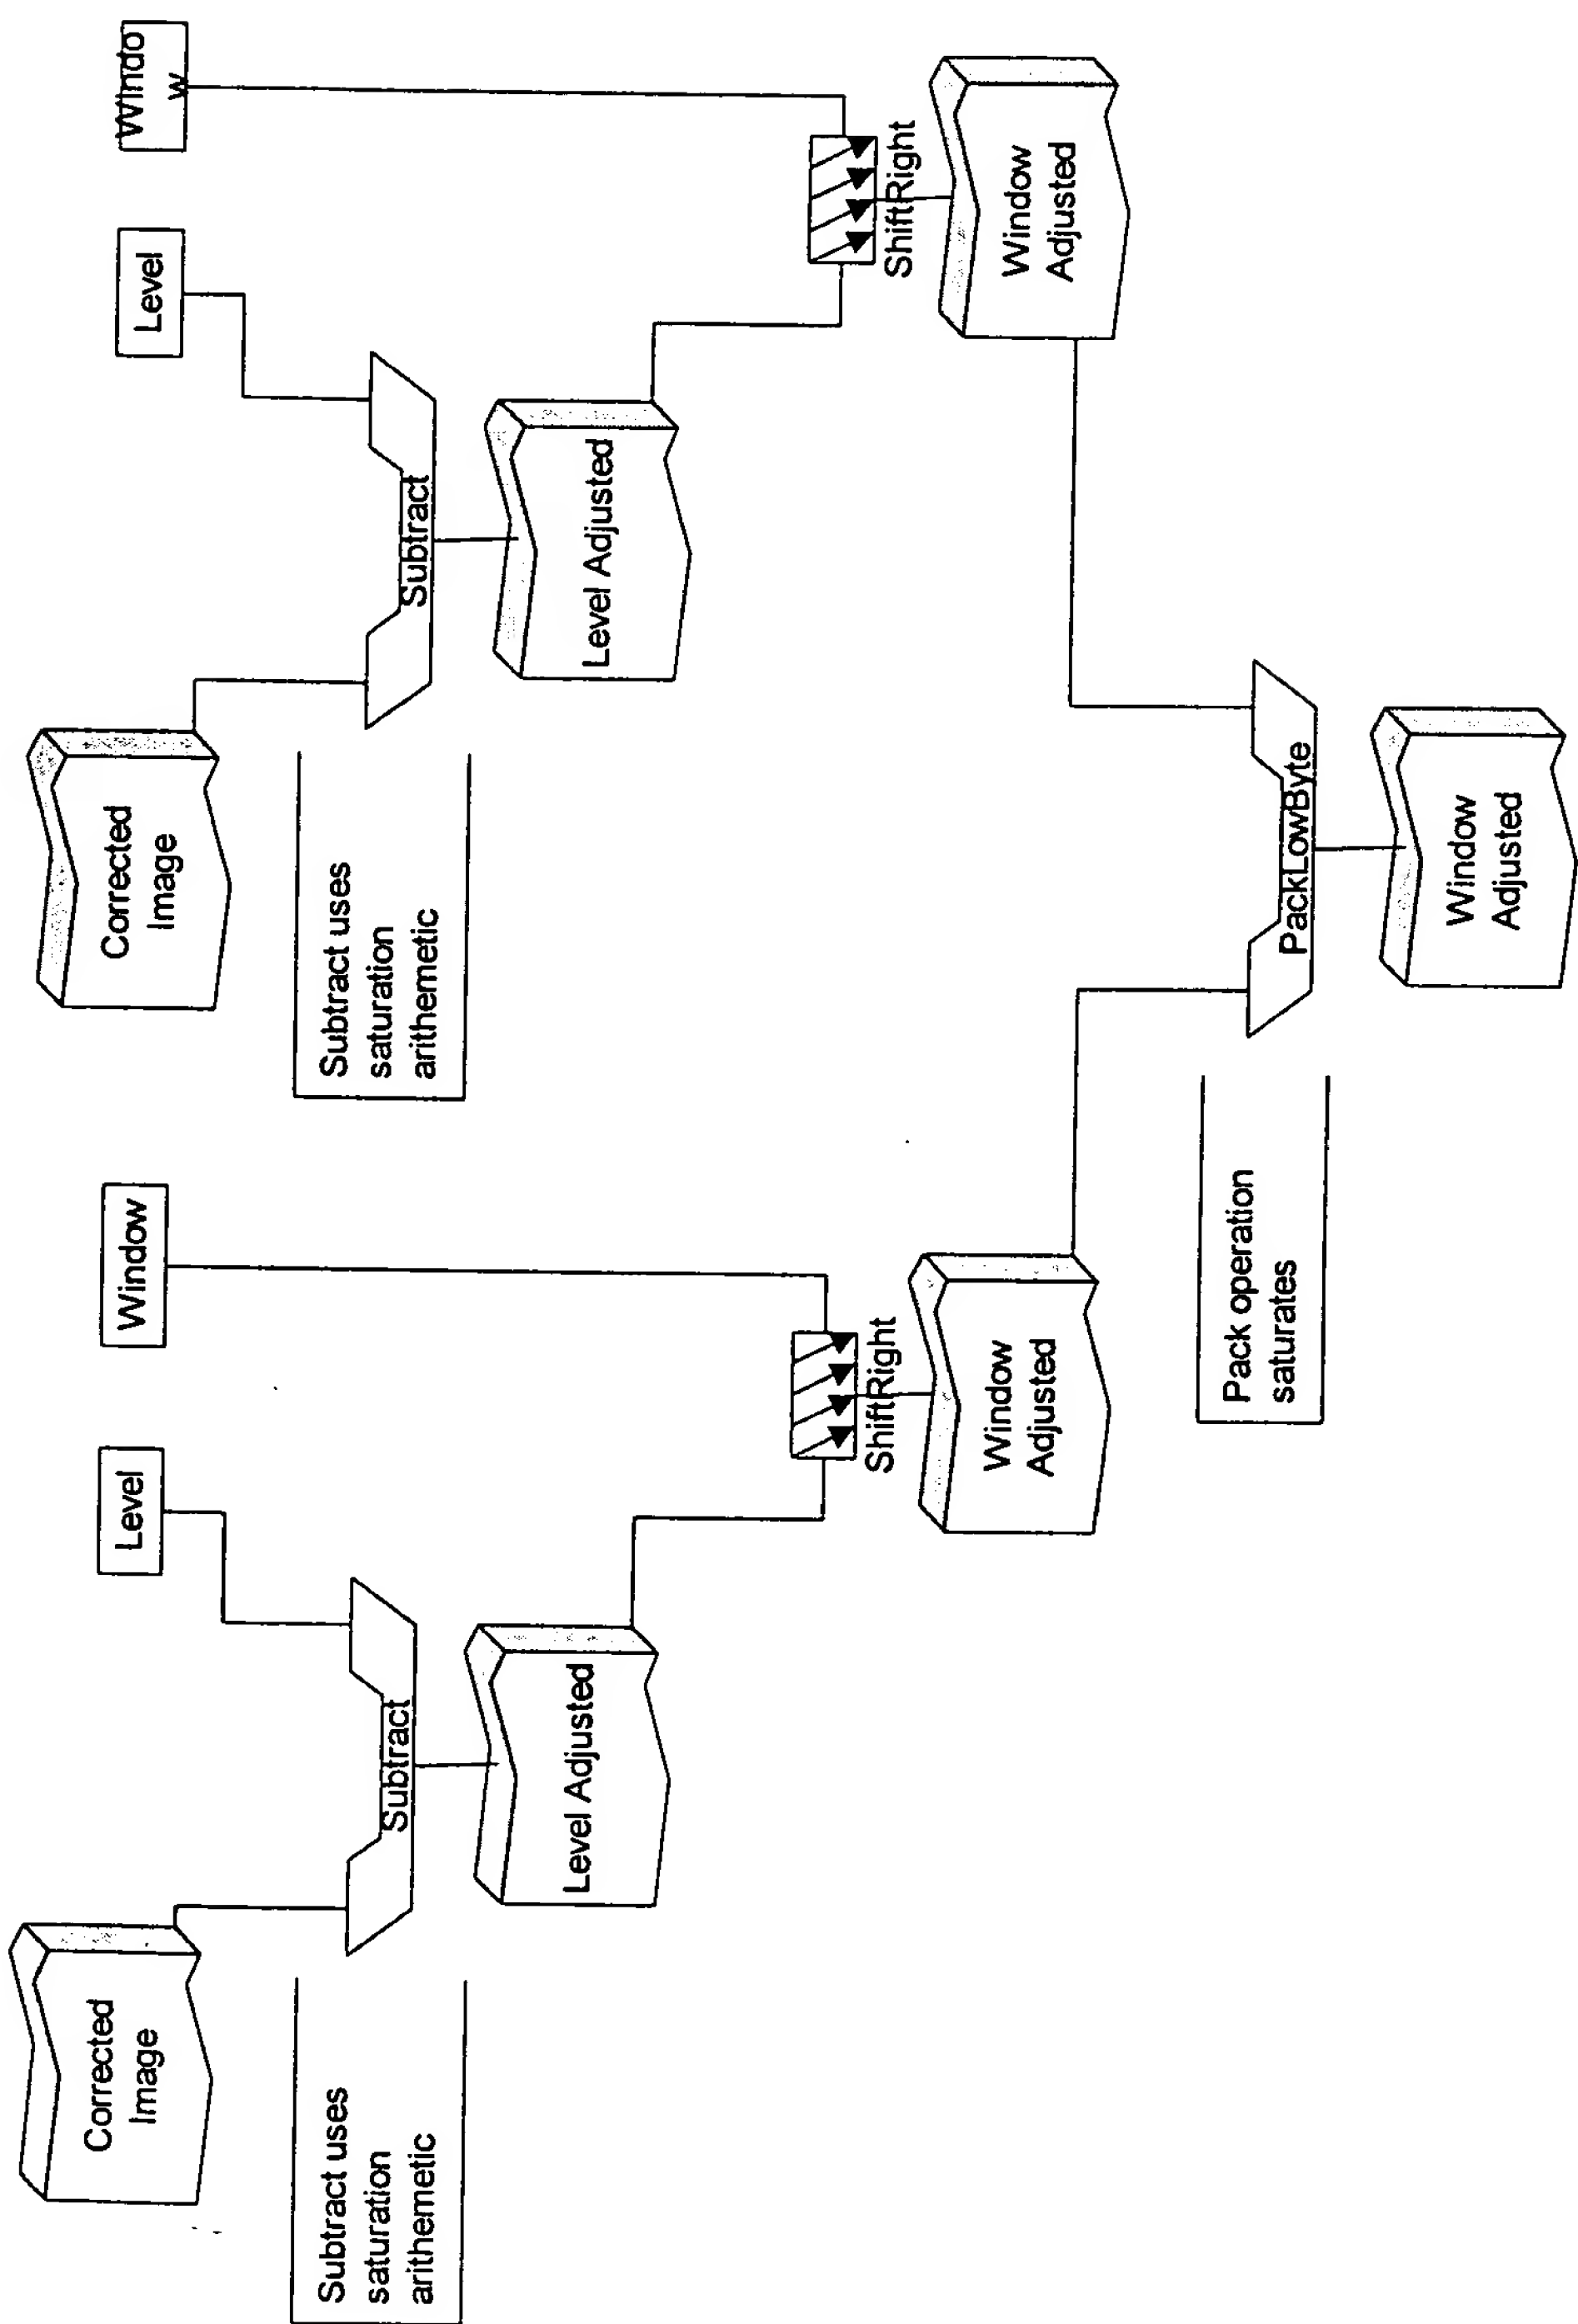 Corrected
Image
Level
Window
Subtract uses
saturation
arithemetic
Subtract
Level Adjusted
ShiftRight
Window
Adjusted
Corrected
Image
Level
Windo
w
Subtract uses
saturation
arithemetic
Subtract
Level Adjusted
ShiftRight
Window
Adjusted
Pack operation
saturates
PackLowByte
Window
Adjusted